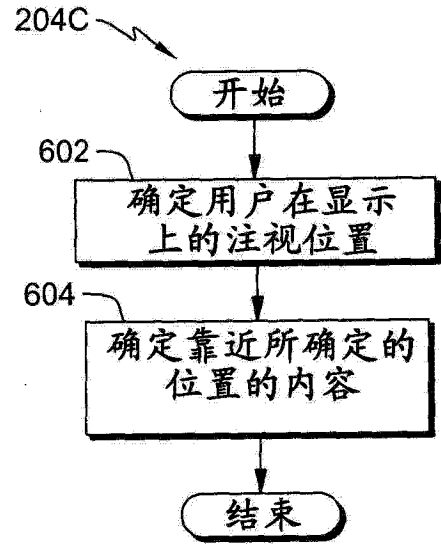 204C
开始
602
确定用户在显示
上的注视位置
604
确定靠近所确定的
位置的内容
结束